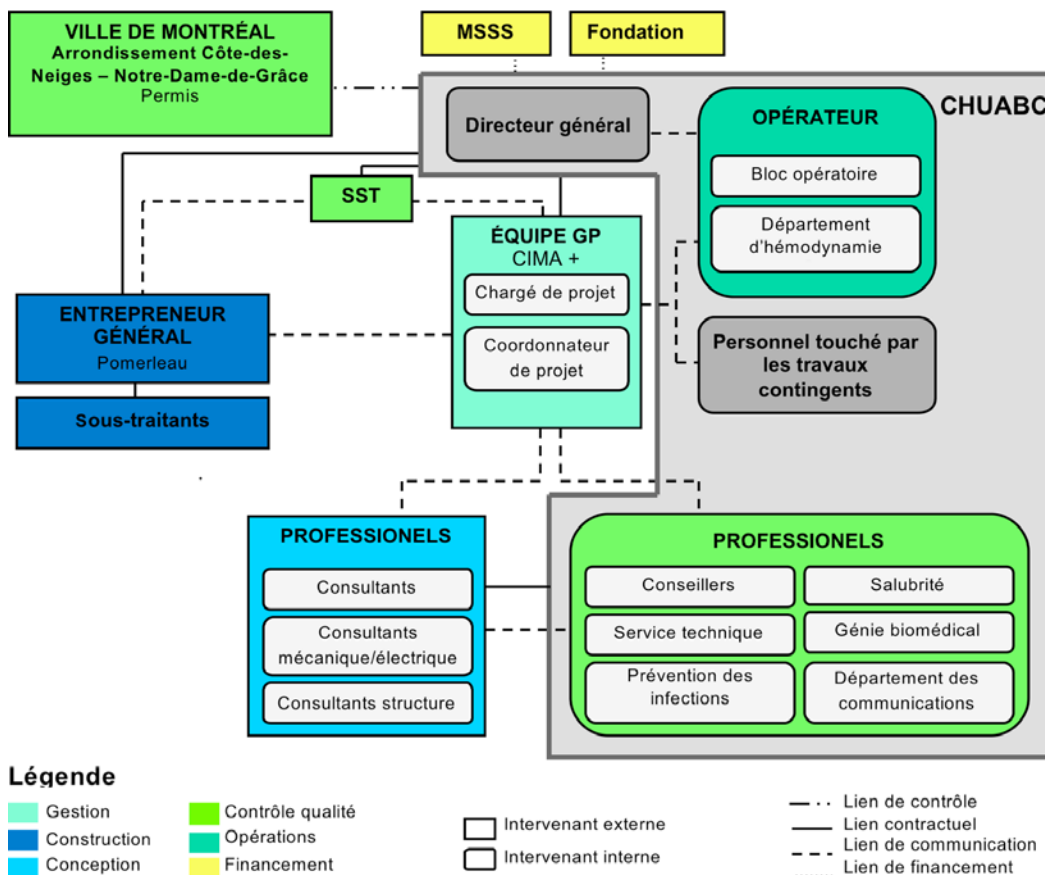 VILLE DE MONTRÉAL
Arrondissement Côte-des-
Neiges – Notre-Dame-de-Grâce
Permis
MSSS
Fondation
CHUABC
Directeur général
OPÉRATEUR
Bloc opératoire
Département
d'hémodynamie
SST
ÉQUIPE GP
CIMA +
Chargé de projet
Coordonnateur
de projet
ENTREPRENEUR
GÉNÉRAL
Pomerleau
Sous-traitants
Personnel touché par
les travaux
contingents
PROFESSIONELS
Consultants
Consultants
mécanique/électrique
Consultants structure
PROFESSIONELS
Conseillers
Salubrité
Service technique
Génie biomédical
Prévention des
infections
Département des
communications
Légende
Gestion
Construction
Conception
Contrôle qualité
Opérations
Financement
Intervenant externe
Intervenant interne
Lien de contrôle
Lien contractuel
Lien de communication
Lien de financement